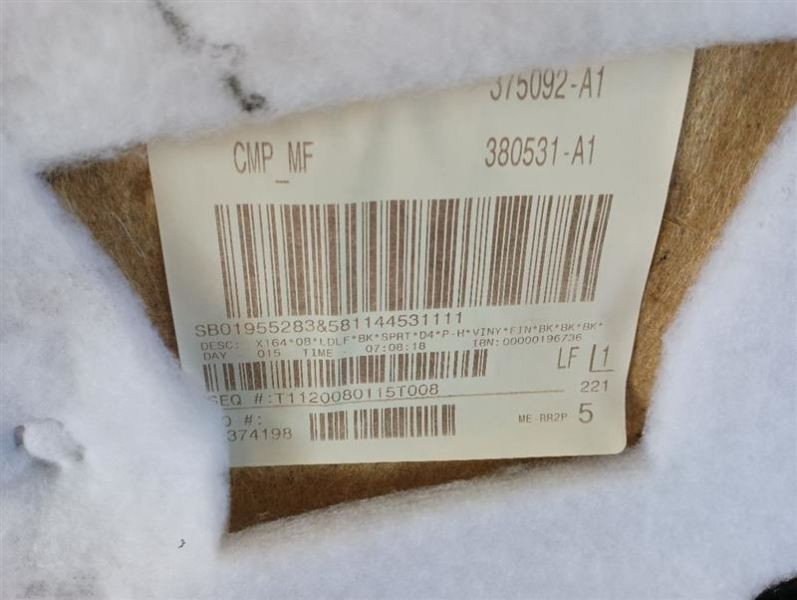 375092-A1
CMP_MF 380531-A1
SB01955283&581144531111
DESC: X164*08*LDLF*BK*SPRT*D4*P-H*VINY*FIN*BK*BK*BK*
DAY 015 TIME 07:08:18 IBN:00000196736
LF 1
SEQ #:T1120080115T008 221
#:
374198 ME-RR2P 5